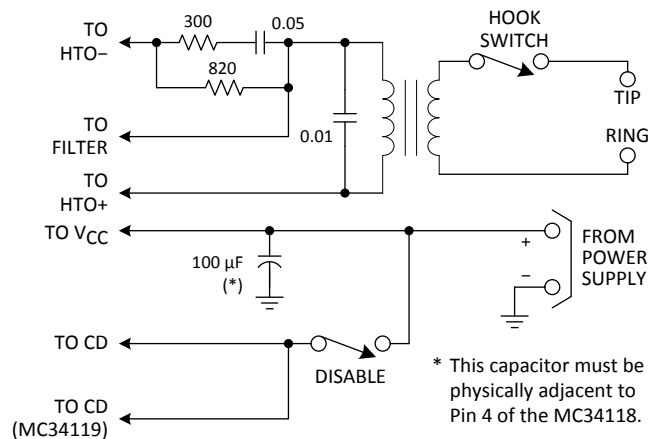 TO
HTO–
300
0.05
820
TO
FILTER
0.01
TO
HTO+
HOOK
SWITCH
TIP
RING
TO VCC
100 µF
(*)
+
–
FROM
POWER
SUPPLY
TO CD
DISABLE
TO CD
(MC34119)
* This capacitor must be
physically adjacent to
Pin 4 of the MC34118.